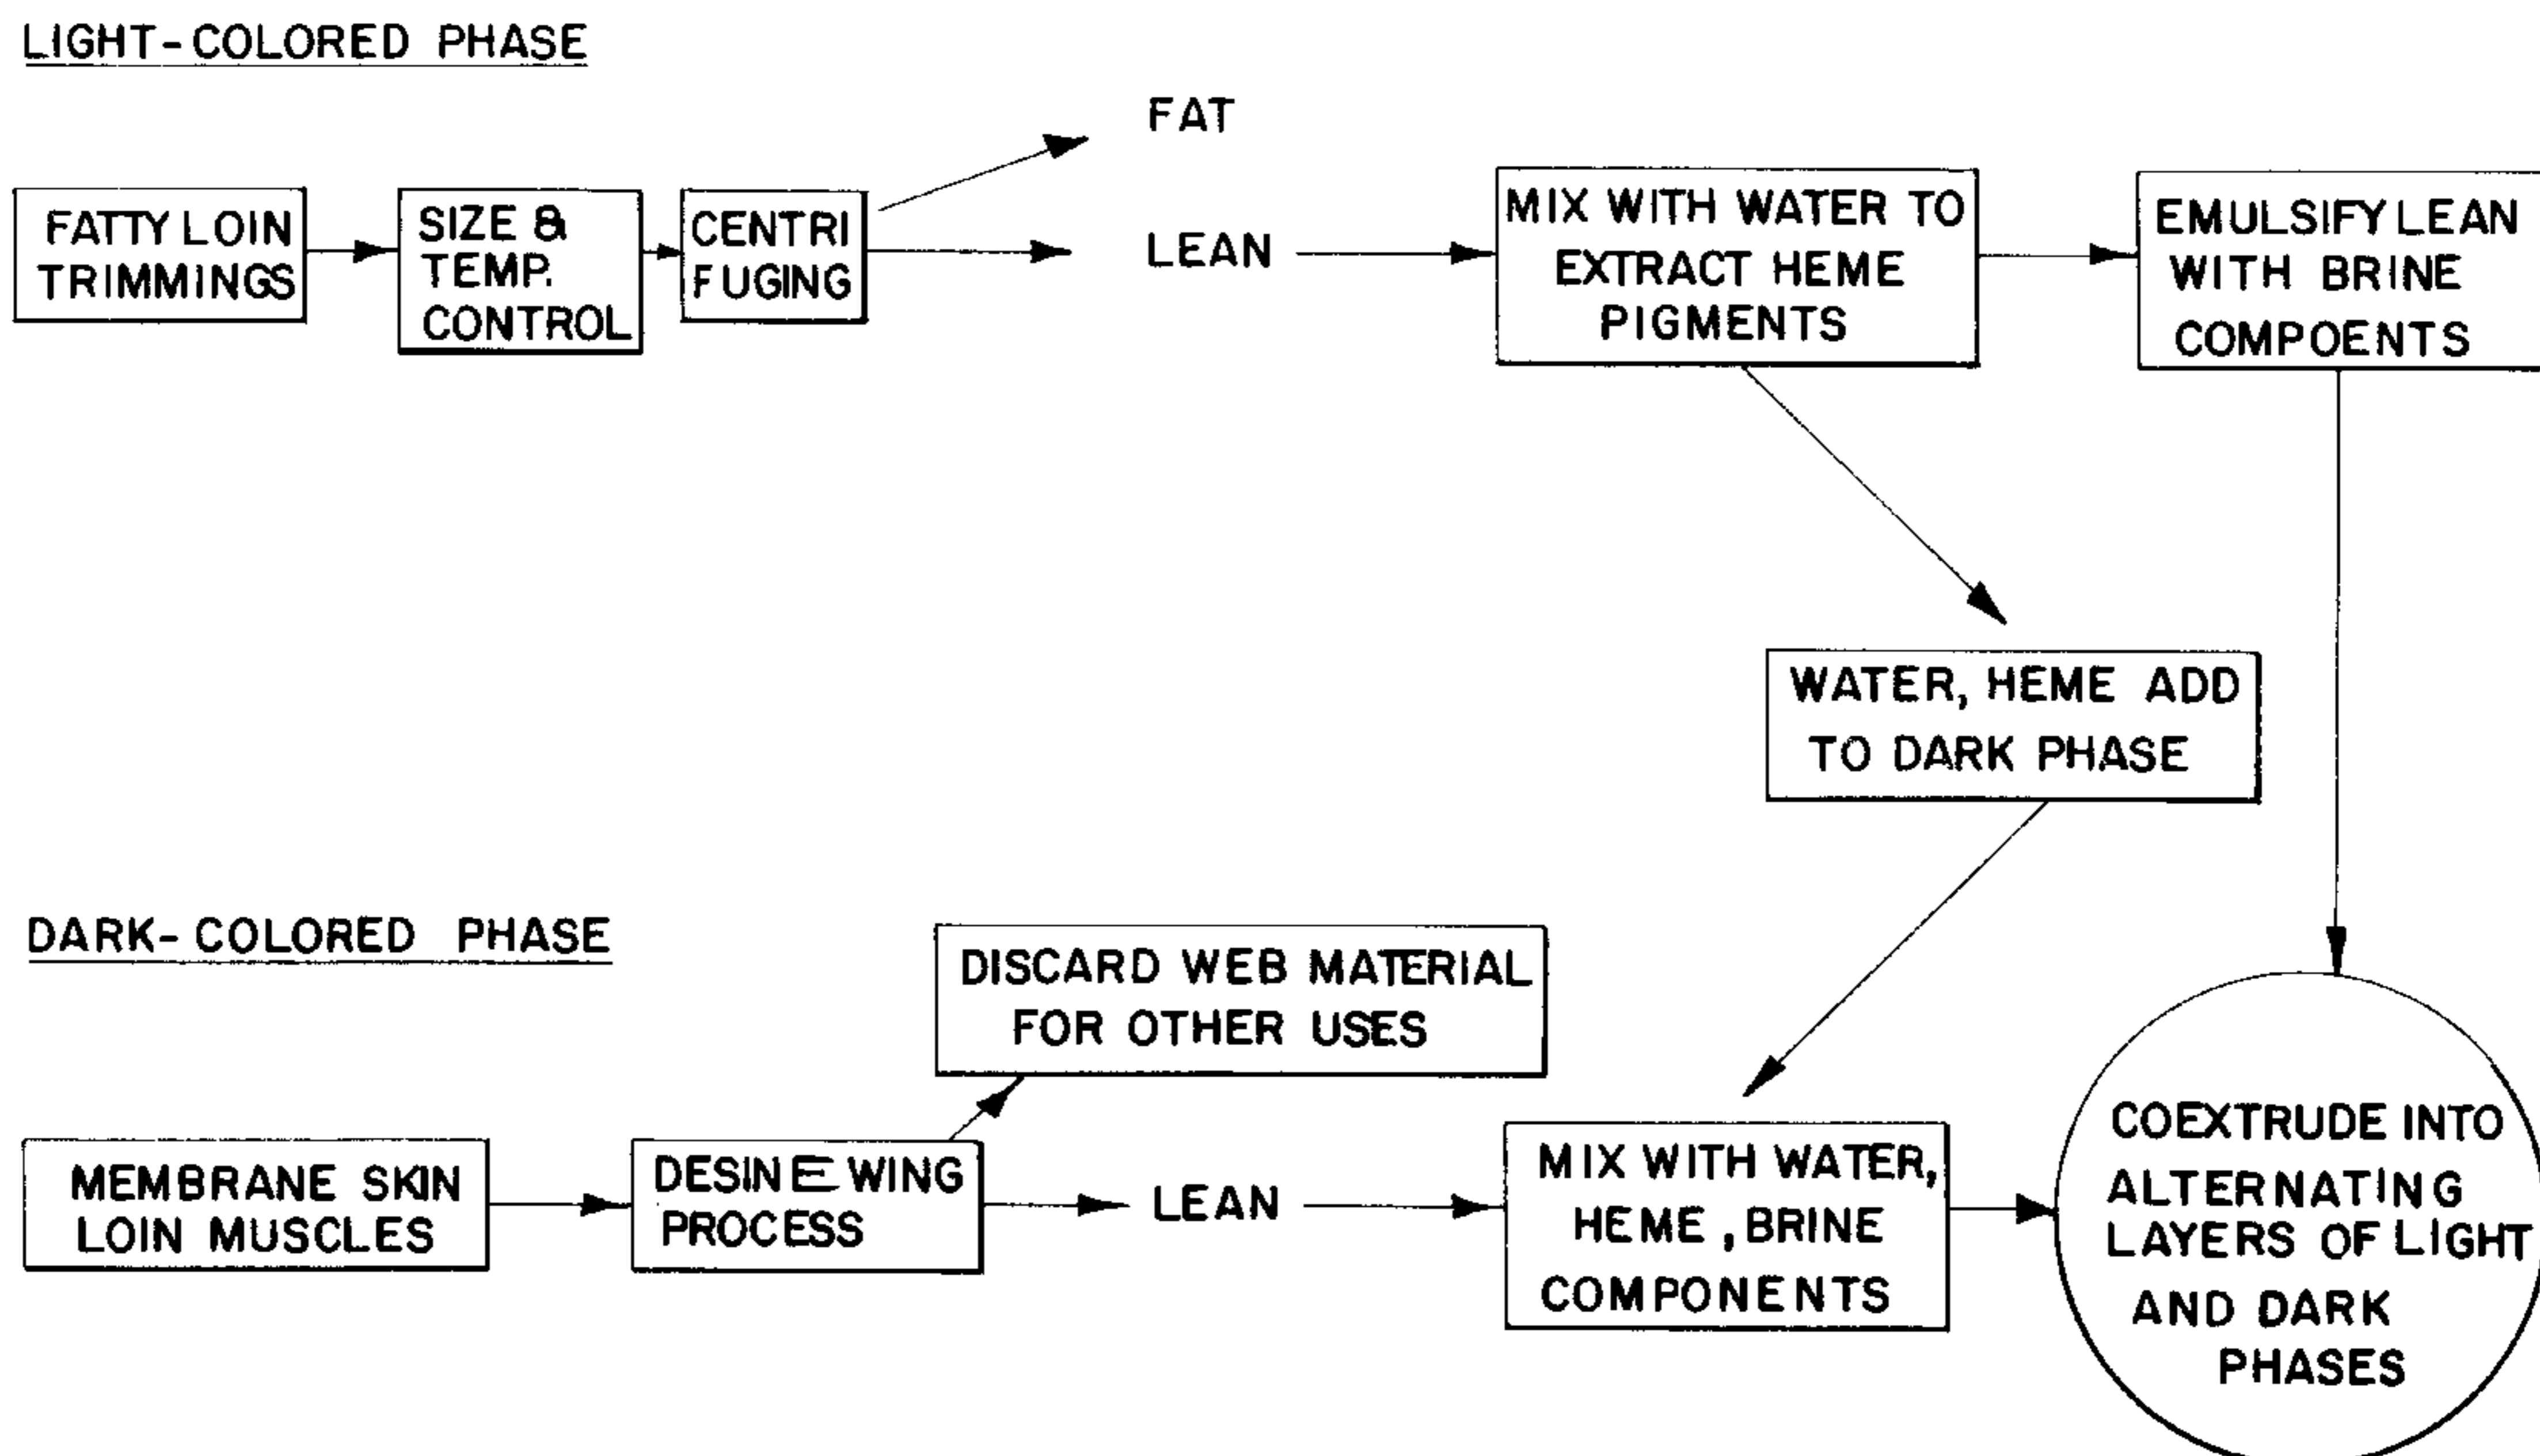 LIGHT-COLORED PHASE
FAT
FATTY LOIN
TRIMMINGS
SIZE &
TEMP.
CONTROL
CENTRI
FUGING
LEAN
MIX WITH WATER TO
EXTRACT HEME
PIGMENTS
EMULSIFY LEAN
WITH BRINE
COMPOENTS
WATER, HEME ADD
TO DARK PHASE
DARK-COLORED PHASE
DISCARD WEB MATERIAL
FOR OTHER USES
MEMBRANE SKIN
LOIN MUSCLES
DESINEWING
PROCESS
LEAN
MIX WITH WATER,
HEME, BRINE
COMPONENTS
COEXTRUDE INTO
ALTERNATING
LAYERS OF LIGHT
AND DARK
PHASES